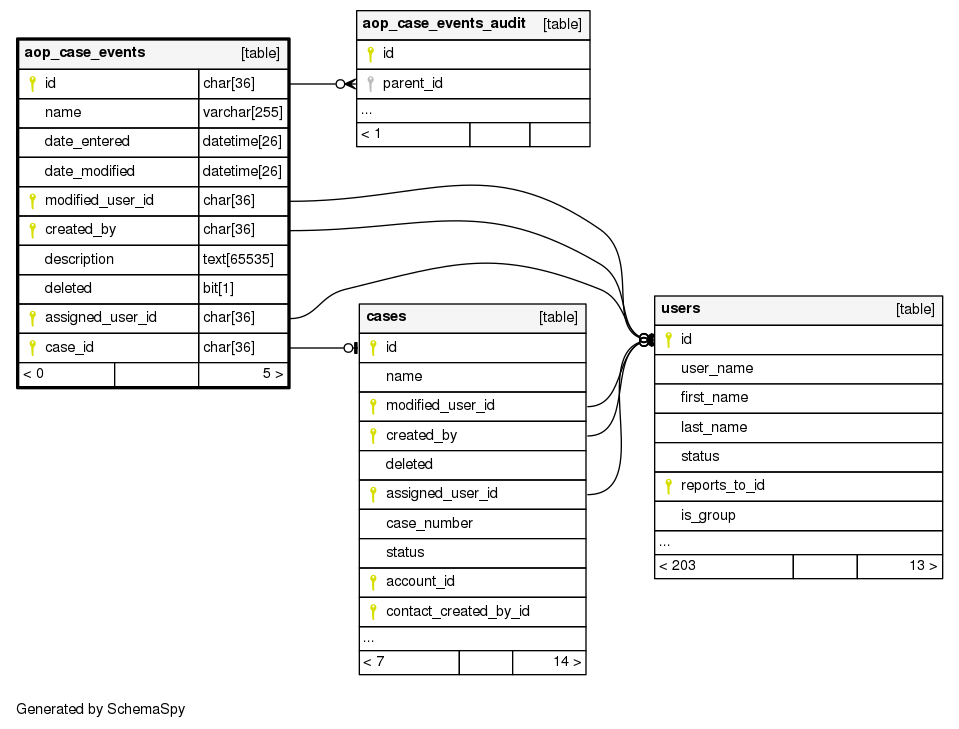 aop_case_events [table]
id char[36]
name varchar[255]
date_entered datetime[26]
date_modified datetime[26]
modified_user_id char[36]
created_by char[36]
description text[65535]
deleted bit[1]
assigned_user_id char[36]
case_id char[36]
< 0 5 >
aop_case_events_audit [table]
id
parent_id
...
< 1
cases [table]
id
name
modified_user_id
created_by
deleted
assigned_user_id
case_number
status
account_id
contact_created_by_id
...
< 7 14 >
users [table]
id
user_name
first_name
last_name
status
reports_to_id
is_group
...
< 203 13 >
Generated by SchemaSpy